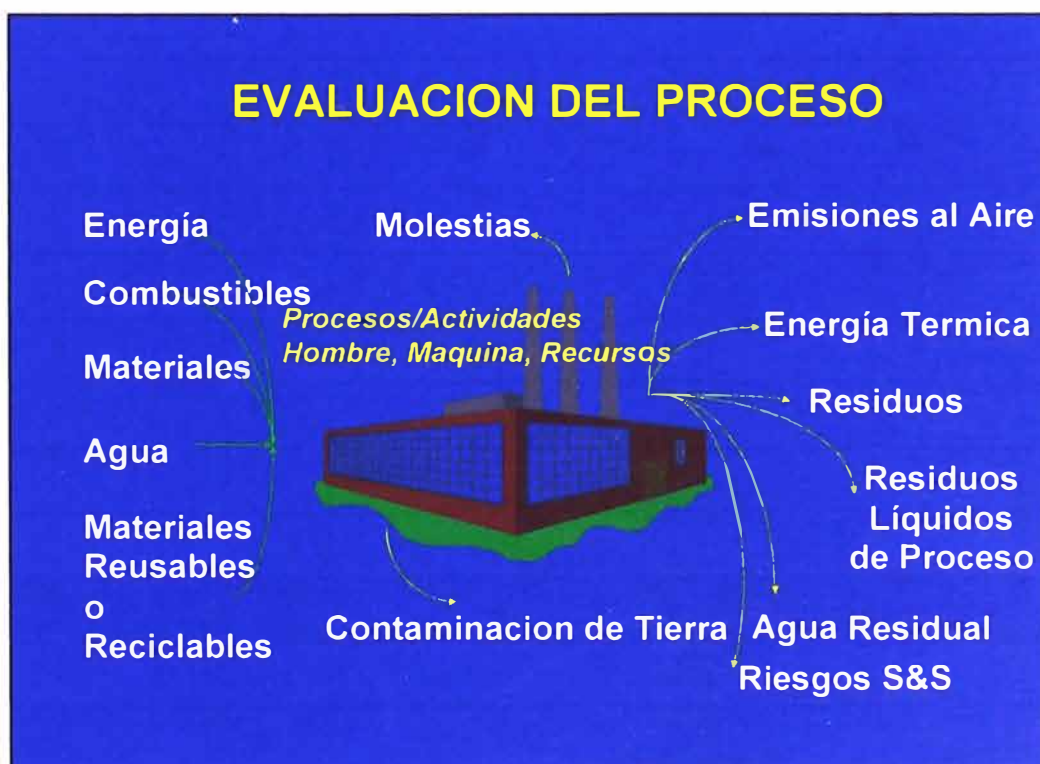 EVALUACION DEL PROCESO
Energía
Combustibles
Materiales
Agua
Materiales
Reusables
o
Reciclables
Molestias
Procesos/Actividades
Hombre, Maquina, Recursos
Contaminacion de Tierra
Emisiones al Aire
Energía Termica
Residuos
Residuos
Líquidos
de Proceso
Agua Residual
Riesgos S&S